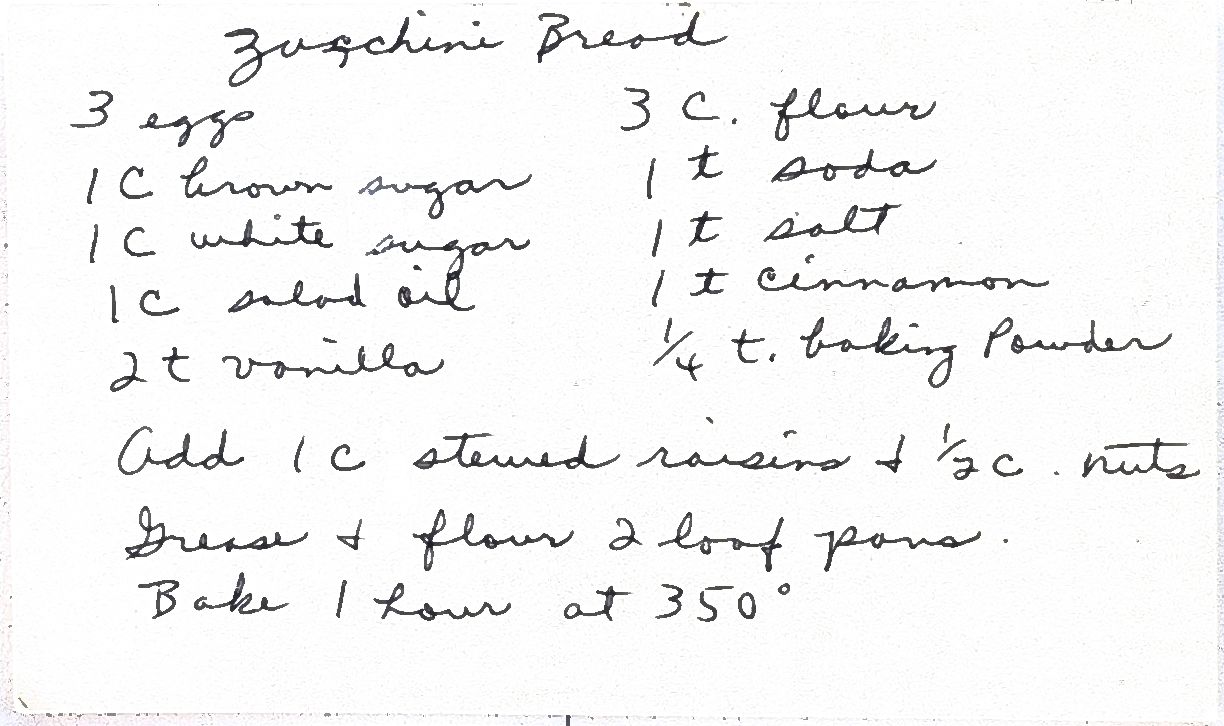 Zucchini Bread
3 eggs
1 C brown sugar
1 C white sugar
1 C salad oil
2 t vanilla
3 C. flour
1 t soda
1 t salt
1 t cinnamon
1/4 t. baking Powder
Add 1 c stewed raisins & 1/2 c. nuts
Grease & flour 2 loaf pans.
Bake 1 hour at 350°